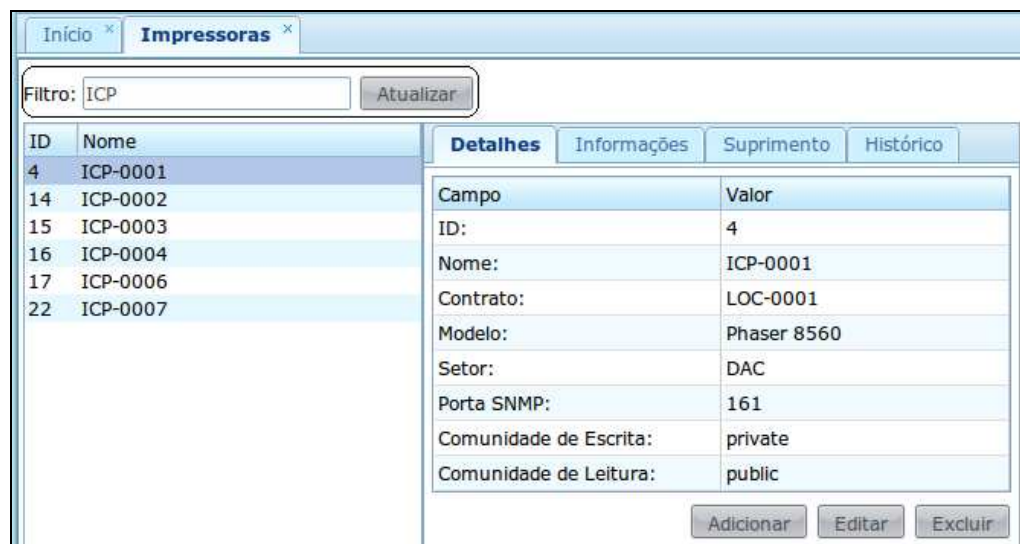 Início × Impressoras ×
Filtro: ICP Atualizar
ID Nome
4 ICP-0001
14 ICP-0002
15 ICP-0003
16 ICP-0004
17 ICP-0006
22 ICP-0007
Detalhes Informações Suprimento Histórico
Campo Valor
ID: 4
Nome: ICP-0001
Contrato: LOC-0001
Modelo: Phaser 8560
Setor: DAC
Porta SNMP: 161
Comunidade de Escrita: private
Comunidade de Leitura: public
Adicionar Editar Excluir